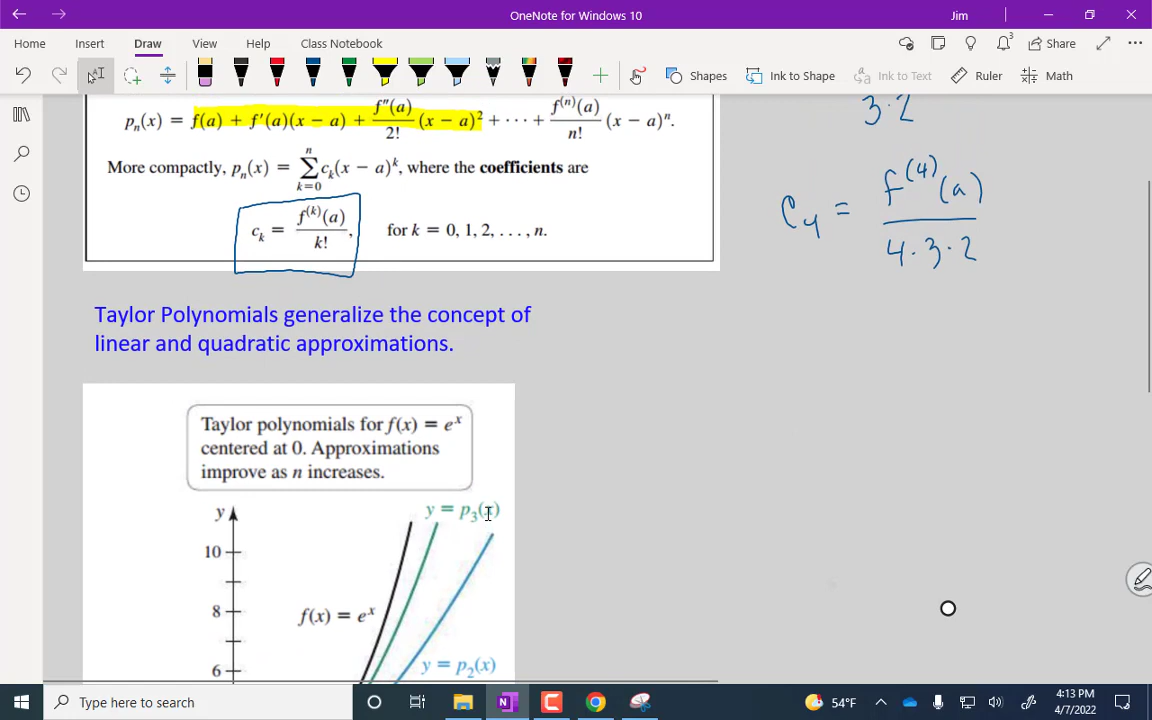 OneNote for Windows 10
Jim
Home Insert Draw View Help Class Notebook
Share
Shapes Ink to Shape Ink to Text Ruler Math
pₙ(x) = f(a) + f′(a)(x − a) + f″(a)/2! (x − a)² + ··· + f⁽ⁿ⁾(a)/n! (x − a)ⁿ.
3·2
More compactly, pₙ(x) = ∑ₖ₌₀ⁿ cₖ(x − a)ᵏ, where the coefficients are
cₖ = f⁽ᵏ⁾(a)/k!, for k = 0, 1, 2, . . . , n.
C₄ = f⁽⁴⁾(a)/4·3·2
Taylor Polynomials generalize the concept of
linear and quadratic approximations.
Taylor polynomials for f(x) = eˣ
centered at 0. Approximations
improve as n increases.
y
y = p₃(x)
10
8
f(x) = eˣ
6
y = p₂(x)
Type here to search
54°F
4:13 PM
4/7/2022